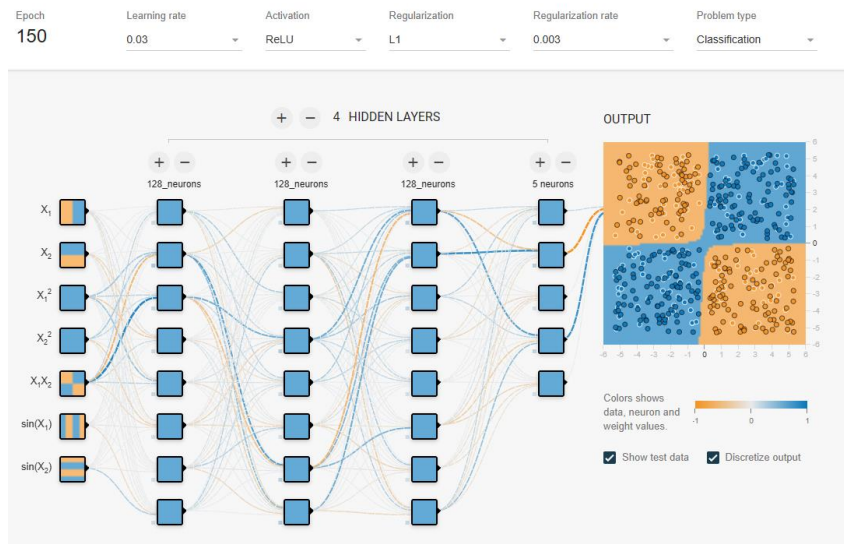 Epoch
150
Learning rate
0.03
Activation
ReLU
Regularization
L1
Regularization rate
0.003
Problem type
Classification
+ − 4 HIDDEN LAYERS
OUTPUT
+ − + − + − + −
128_neurons 128_neurons 128_neurons 5 neurons
X₁
X₂
X₁²
X₂²
X₁X₂
sin(X₁)
sin(X₂)
6
5
4
3
2
1
0
-1
-2
-3
-4
-5
-6
-6 -5 -4 -3 -2 -1 0 1 2 3 4 5 6
Colors shows
data, neuron and
weight values.
-1 0 1
Show test data Discretize output